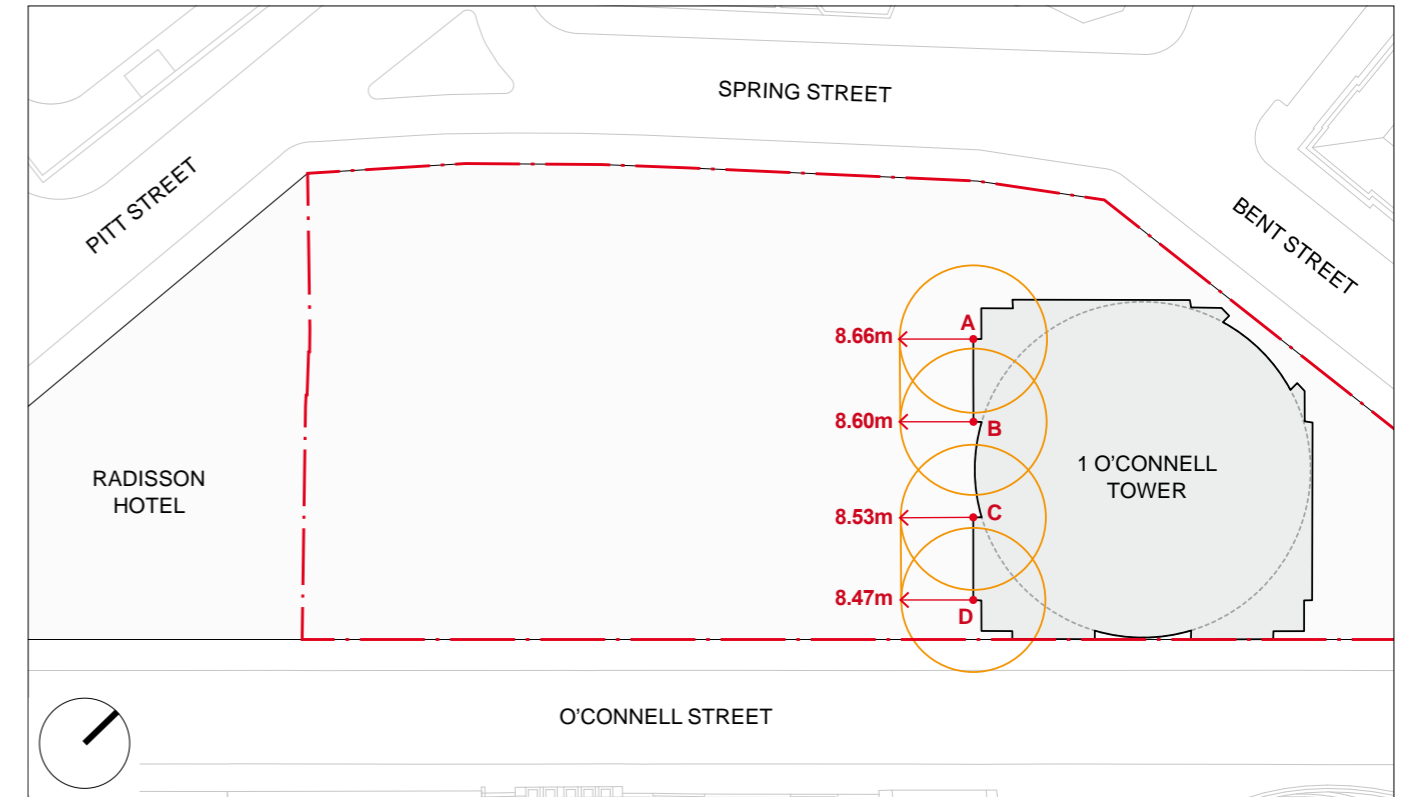 SPRING STREET
PITT STREET
BENT STREET
A
8.66m
8.60m
B
RADISSON
HOTEL
1 O'CONNELL
TOWER
8.53m
C
8.47m
D
O'CONNELL STREET